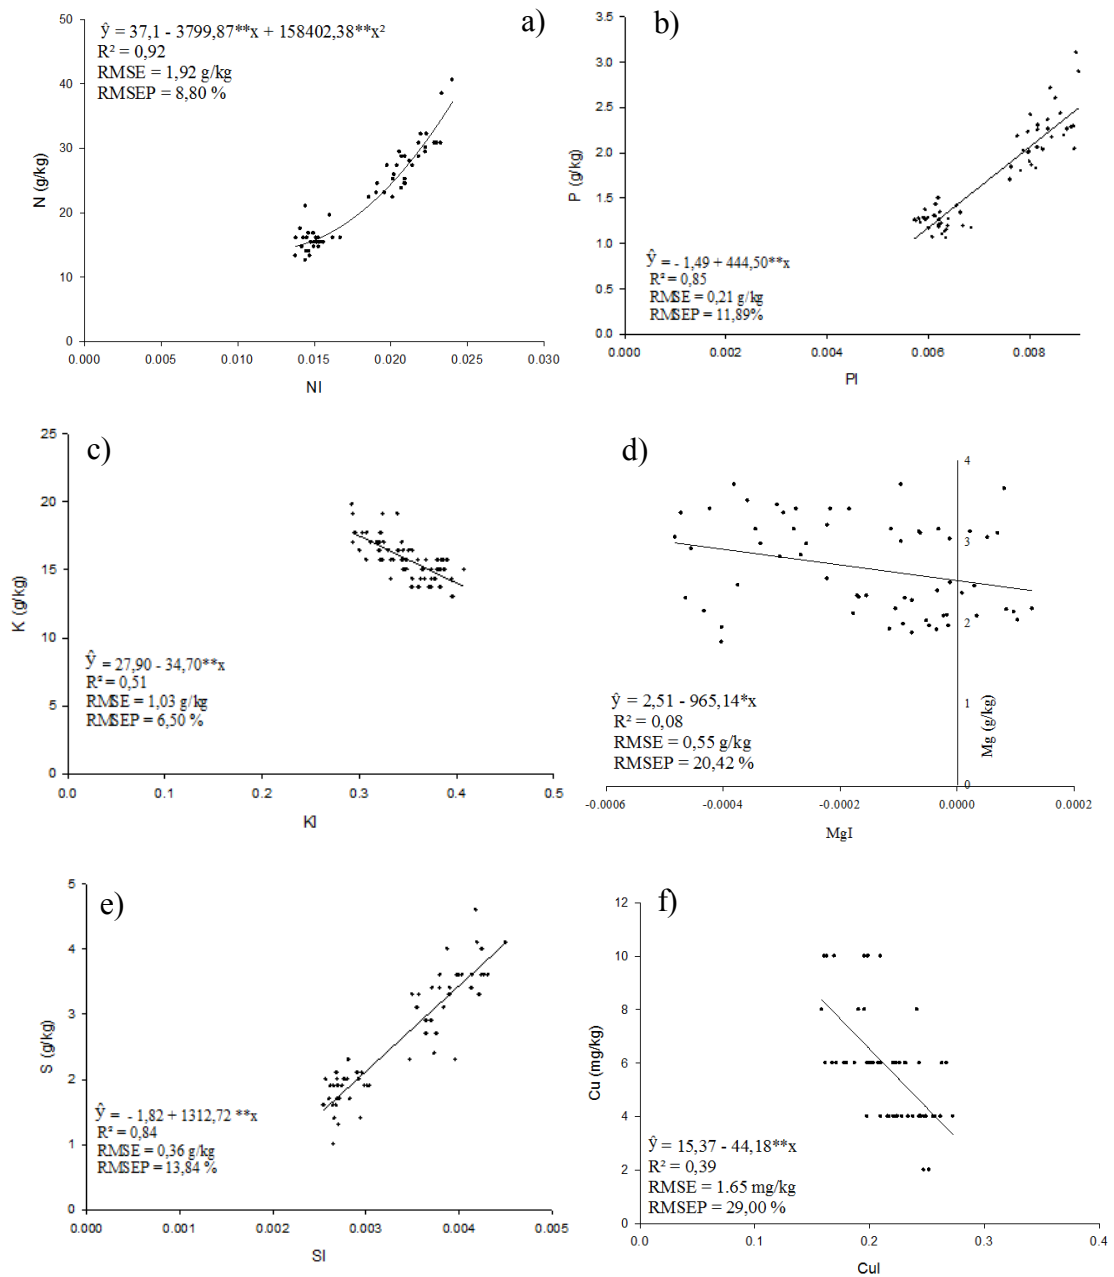 a)
ŷ = 37,1 - 3799,87**x + 158402,38**x²
R² = 0,92
RMSE = 1,92 g/kg
RMSEP = 8,80 %
50
40
30
20
10
0
N (g/kg)
0.000 0.005 0.010 0.015 0.020 0.025 0.030
NI
b)
3.5
3.0
2.5
2.0
1.5
1.0
0.5
0.0
P (g/kg)
ŷ = - 1,49 + 444,50**x
R² = 0,85
RMSE = 0,21 g/kg
RMSEP = 11,89%
0.000 0.002 0.004 0.006 0.008
PI
c)
25
20
15
10
5
0
K (g/kg)
ŷ = 27,90 - 34,70**x
R² = 0,51
RMSE = 1,03 g/kg
RMSEP = 6,50 %
0.0 0.1 0.2 0.3 0.4 0.5
KI
d)
4
3
2
1
0
Mg (g/kg)
ŷ = 2,51 - 965,14*x
R² = 0,08
RMSE = 0,55 g/kg
RMSEP = 20,42 %
-0.0006 -0.0004 -0.0002 0.0000 0.0002
MgI
e)
5
4
3
2
1
0
S (g/kg)
ŷ = - 1,82 + 1312,72 **x
R² = 0,84
RMSE = 0,36 g/kg
RMSEP = 13,84 %
0.000 0.001 0.002 0.003 0.004 0.005
SI
f)
12
10
8
6
4
2
0
Cu (mg/kg)
ŷ = 15,37 - 44,18**x
R² = 0,39
RMSE = 1.65 mg/kg
RMSEP = 29,00 %
0.0 0.1 0.2 0.3 0.4
CuI